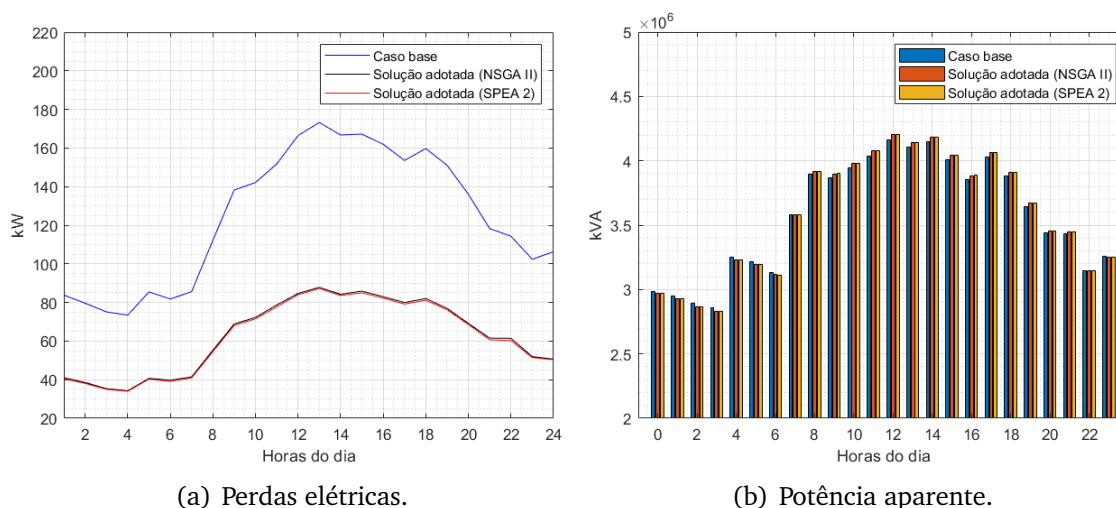 220
200
180
160
140
120
100
80
60
40
20
kW
Caso base
Solução adotada (NSGA II)
Solução adotada (SPEA 2)
2 4 6 8 10 12 14 16 18 20 22 24
Horas do dia
(a) Perdas elétricas.
×10⁶
5
4.5
4
3.5
3
2.5
2
kVA
Caso base
Solução adotada (NSGA II)
Solução adotada (SPEA 2)
0 2 4 6 8 10 12 14 16 18 20 22
Horas do dia
(b) Potência aparente.